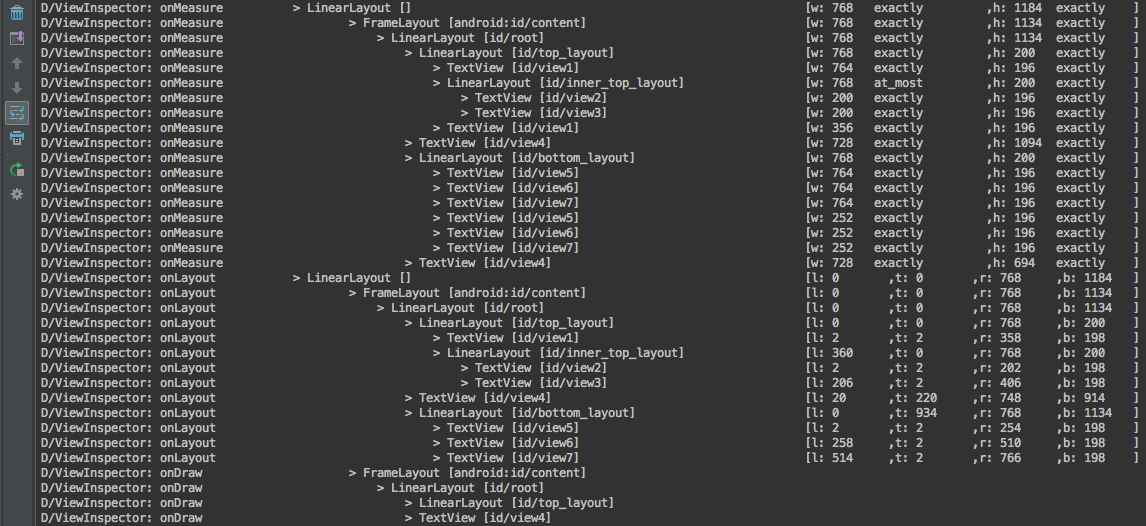 D/ViewInspector: onMeasure > LinearLayout [] [w: 768 exactly ,h: 1184 exactly ]
D/ViewInspector: onMeasure > FrameLayout [android:id/content] [w: 768 exactly ,h: 1134 exactly ]
D/ViewInspector: onMeasure > LinearLayout [id/root] [w: 768 exactly ,h: 1134 exactly ]
D/ViewInspector: onMeasure > LinearLayout [id/top_layout] [w: 768 exactly ,h: 200 exactly ]
D/ViewInspector: onMeasure > TextView [id/view1] [w: 764 exactly ,h: 196 exactly ]
D/ViewInspector: onMeasure > LinearLayout [id/inner_top_layout] [w: 768 at_most ,h: 200 exactly ]
D/ViewInspector: onMeasure > TextView [id/view2] [w: 200 exactly ,h: 196 exactly ]
D/ViewInspector: onMeasure > TextView [id/view3] [w: 200 exactly ,h: 196 exactly ]
D/ViewInspector: onMeasure > TextView [id/view1] [w: 356 exactly ,h: 196 exactly ]
D/ViewInspector: onMeasure > TextView [id/view4] [w: 728 exactly ,h: 1094 exactly ]
D/ViewInspector: onMeasure > LinearLayout [id/bottom_layout] [w: 768 exactly ,h: 200 exactly ]
D/ViewInspector: onMeasure > TextView [id/view5] [w: 764 exactly ,h: 196 exactly ]
D/ViewInspector: onMeasure > TextView [id/view6] [w: 764 exactly ,h: 196 exactly ]
D/ViewInspector: onMeasure > TextView [id/view7] [w: 764 exactly ,h: 196 exactly ]
D/ViewInspector: onMeasure > TextView [id/view5] [w: 252 exactly ,h: 196 exactly ]
D/ViewInspector: onMeasure > TextView [id/view6] [w: 252 exactly ,h: 196 exactly ]
D/ViewInspector: onMeasure > TextView [id/view7] [w: 252 exactly ,h: 196 exactly ]
D/ViewInspector: onMeasure > TextView [id/view4] [w: 728 exactly ,h: 694 exactly ]
D/ViewInspector: onLayout > LinearLayout [] [l: 0 ,t: 0 ,r: 768 ,b: 1184 ]
D/ViewInspector: onLayout > FrameLayout [android:id/content] [l: 0 ,t: 0 ,r: 768 ,b: 1134 ]
D/ViewInspector: onLayout > LinearLayout [id/root] [l: 0 ,t: 0 ,r: 768 ,b: 1134 ]
D/ViewInspector: onLayout > LinearLayout [id/top_layout] [l: 0 ,t: 0 ,r: 768 ,b: 200 ]
D/ViewInspector: onLayout > TextView [id/view1] [l: 2 ,t: 2 ,r: 358 ,b: 198 ]
D/ViewInspector: onLayout > LinearLayout [id/inner_top_layout] [l: 360 ,t: 0 ,r: 768 ,b: 200 ]
D/ViewInspector: onLayout > TextView [id/view2] [l: 2 ,t: 2 ,r: 202 ,b: 198 ]
D/ViewInspector: onLayout > TextView [id/view3] [l: 206 ,t: 2 ,r: 406 ,b: 198 ]
D/ViewInspector: onLayout > TextView [id/view4] [l: 20 ,t: 220 ,r: 748 ,b: 914 ]
D/ViewInspector: onLayout > LinearLayout [id/bottom_layout] [l: 0 ,t: 934 ,r: 768 ,b: 1134 ]
D/ViewInspector: onLayout > TextView [id/view5] [l: 2 ,t: 2 ,r: 254 ,b: 198 ]
D/ViewInspector: onLayout > TextView [id/view6] [l: 258 ,t: 2 ,r: 510 ,b: 198 ]
D/ViewInspector: onLayout > TextView [id/view7] [l: 514 ,t: 2 ,r: 766 ,b: 198 ]
D/ViewInspector: onDraw > FrameLayout [android:id/content]
D/ViewInspector: onDraw > LinearLayout [id/root]
D/ViewInspector: onDraw > LinearLayout [id/top_layout]
D/ViewInspector: onDraw > TextView [id/view4]